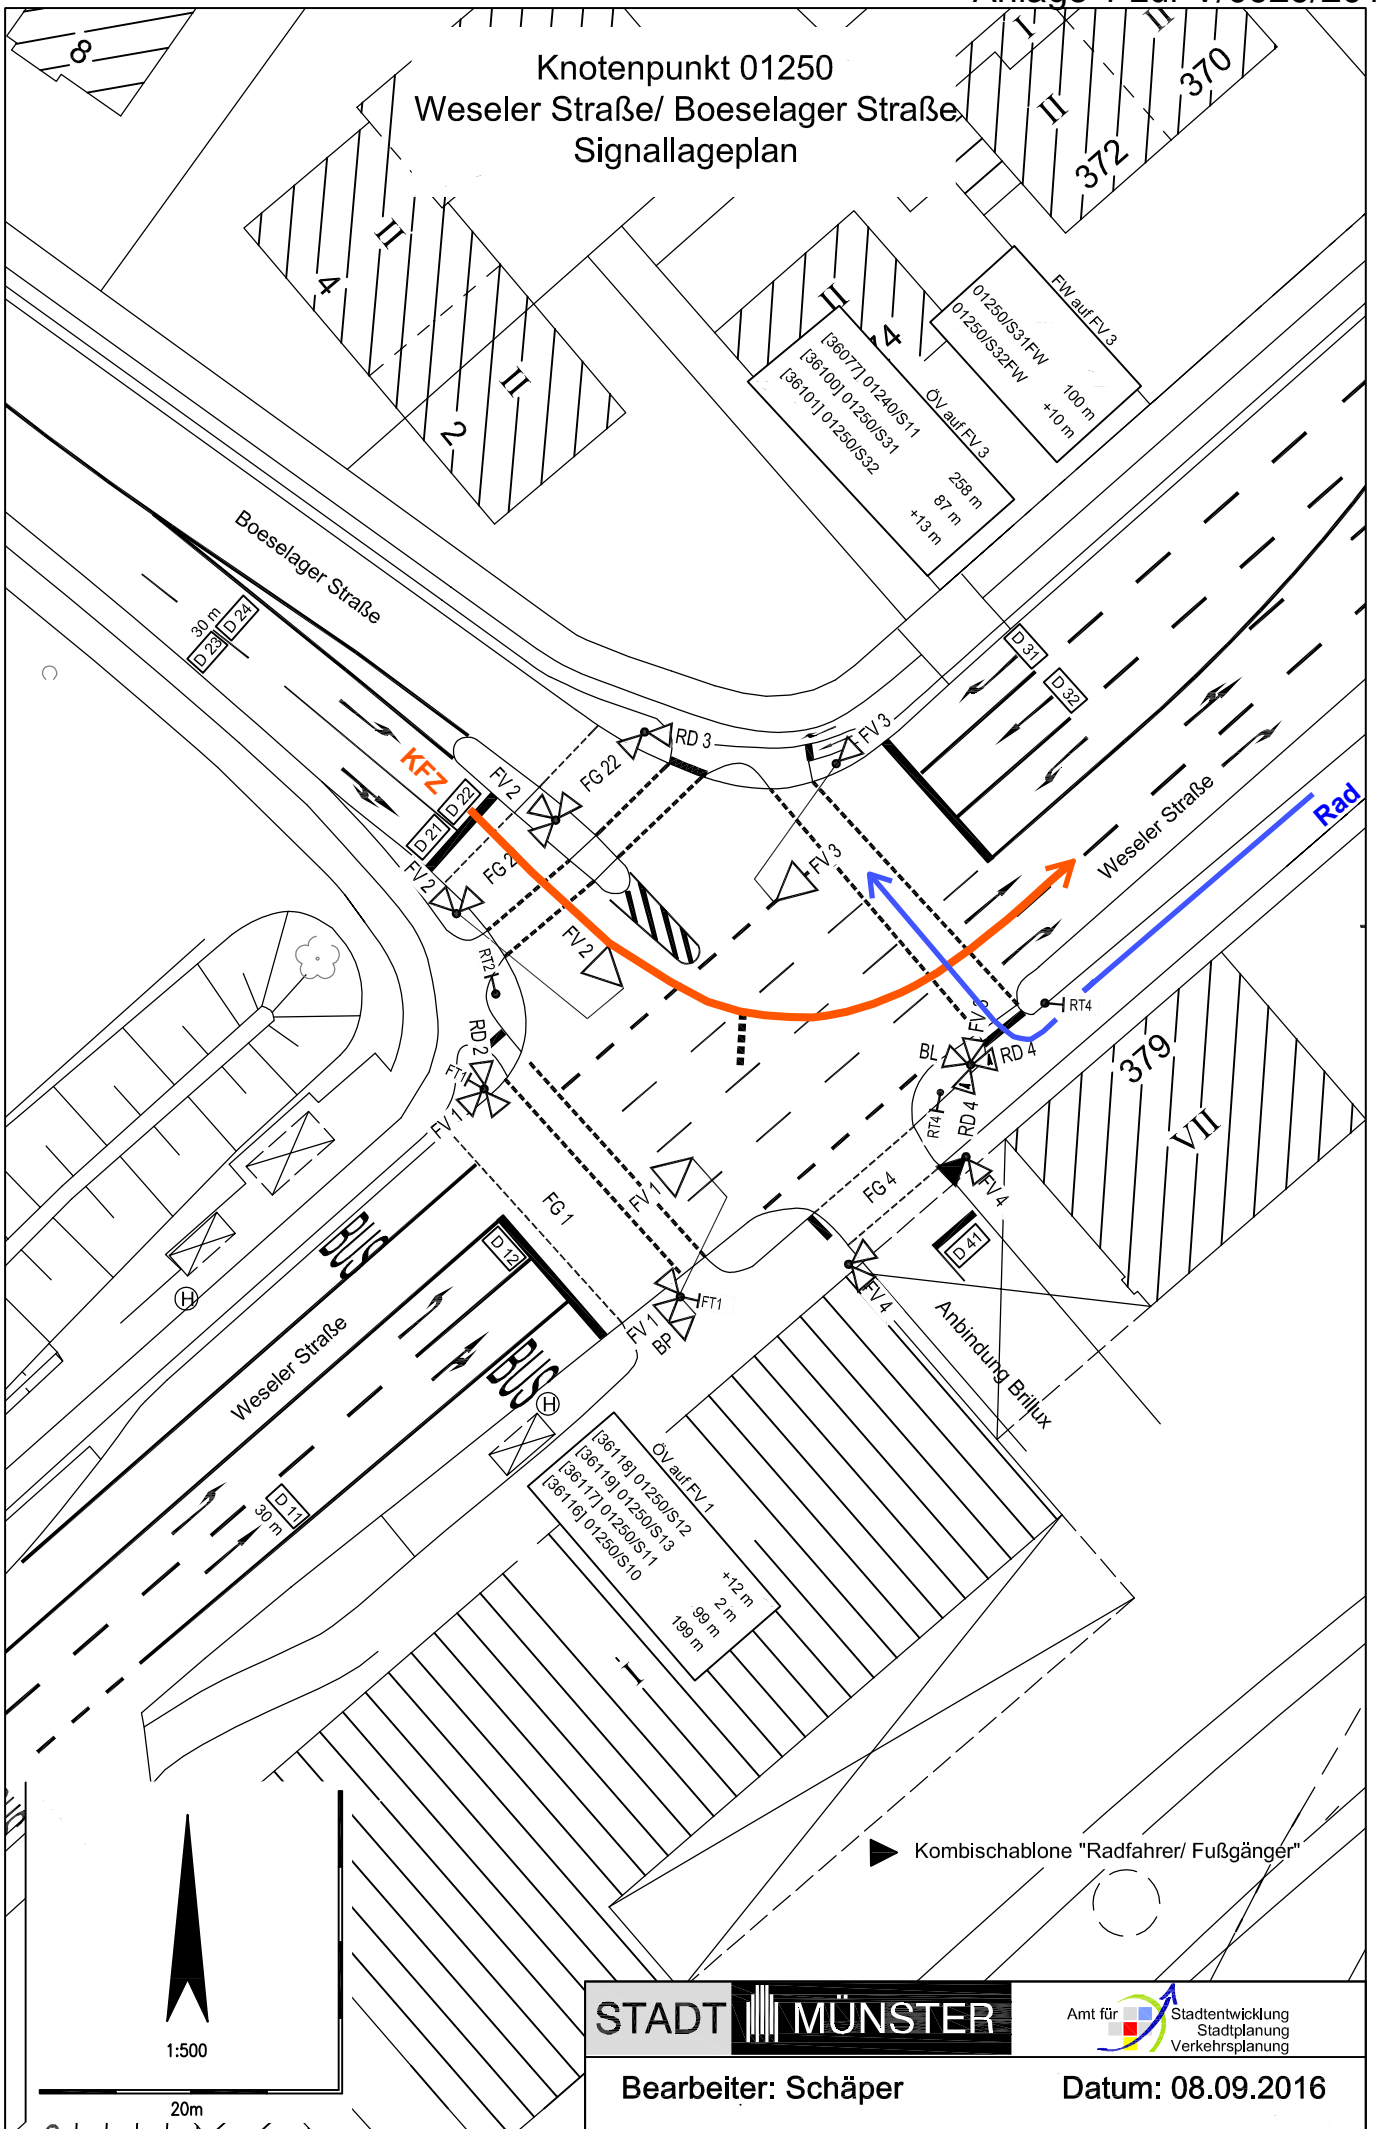 Knotenpunkt 01250
Weseler Straße/ Boeselager Straße
Signallageplan
8
I
II
370
II
372
II
4
II
2
II
FW auf FV 3
01250/S31FW 100 m
01250/S32FW +10 m
ÖV auf FV 3
[36077] 01240/S11 258 m
[36100] 01250/S31 87 m
[36101] 01250/S32 +13 m
Boeselager Straße
30 m
D 24
D 23
D 31
D 32
KFZ
FV 2
FG 22
RD 3
FV 3
D 22
D 21
FG 2
FV 2
FV 3
Weseler Straße
Rad
RT2
FV 2
RT4
RD 2
BL
RD 4
379
FT1
FV 1
RT4
RD 4
VII
FV 1
FG 1
FG 4
FV 4
BUS
D 12
D 41
H
FT1
FV 1
BP
FV 4
Anbindung Brillux
Weseler Straße
BUS
H
ÖV auf FV 1
[36118] 01250/S12 +12 m
[36119] 01250/S13 2 m
[36117] 01250/S11 99 m
[36116] 01250/S10 199 m
D 11
30 m
I
Kombischablone "Radfahrer/ Fußgänger"
1:500
20m
STADT MÜNSTER
Amt für Stadtentwicklung
Stadtplanung
Verkehrsplanung
Bearbeiter: Schäper
Datum: 08.09.2016